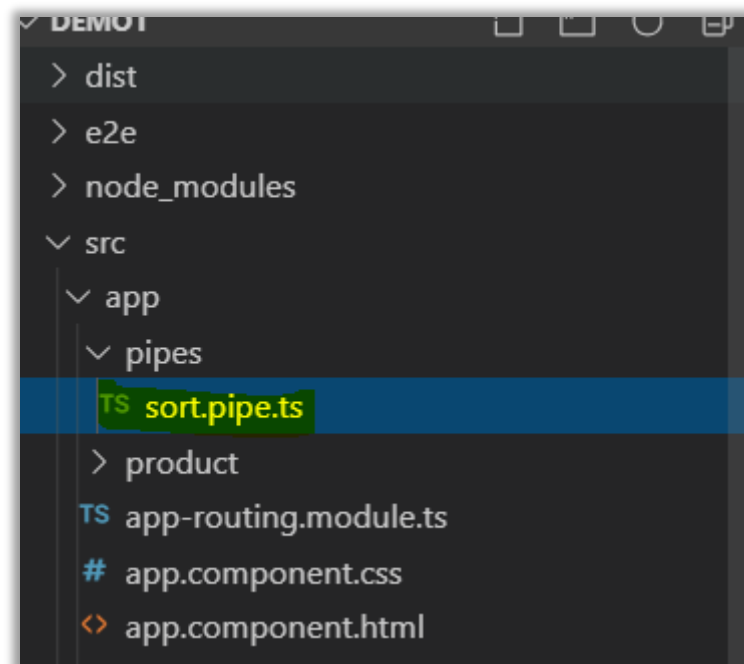 DEMO1
dist
e2e
node_modules
src
app
pipes
TS sort.pipe.ts
product
TS app-routing.module.ts
# app.component.css
<> app.component.html